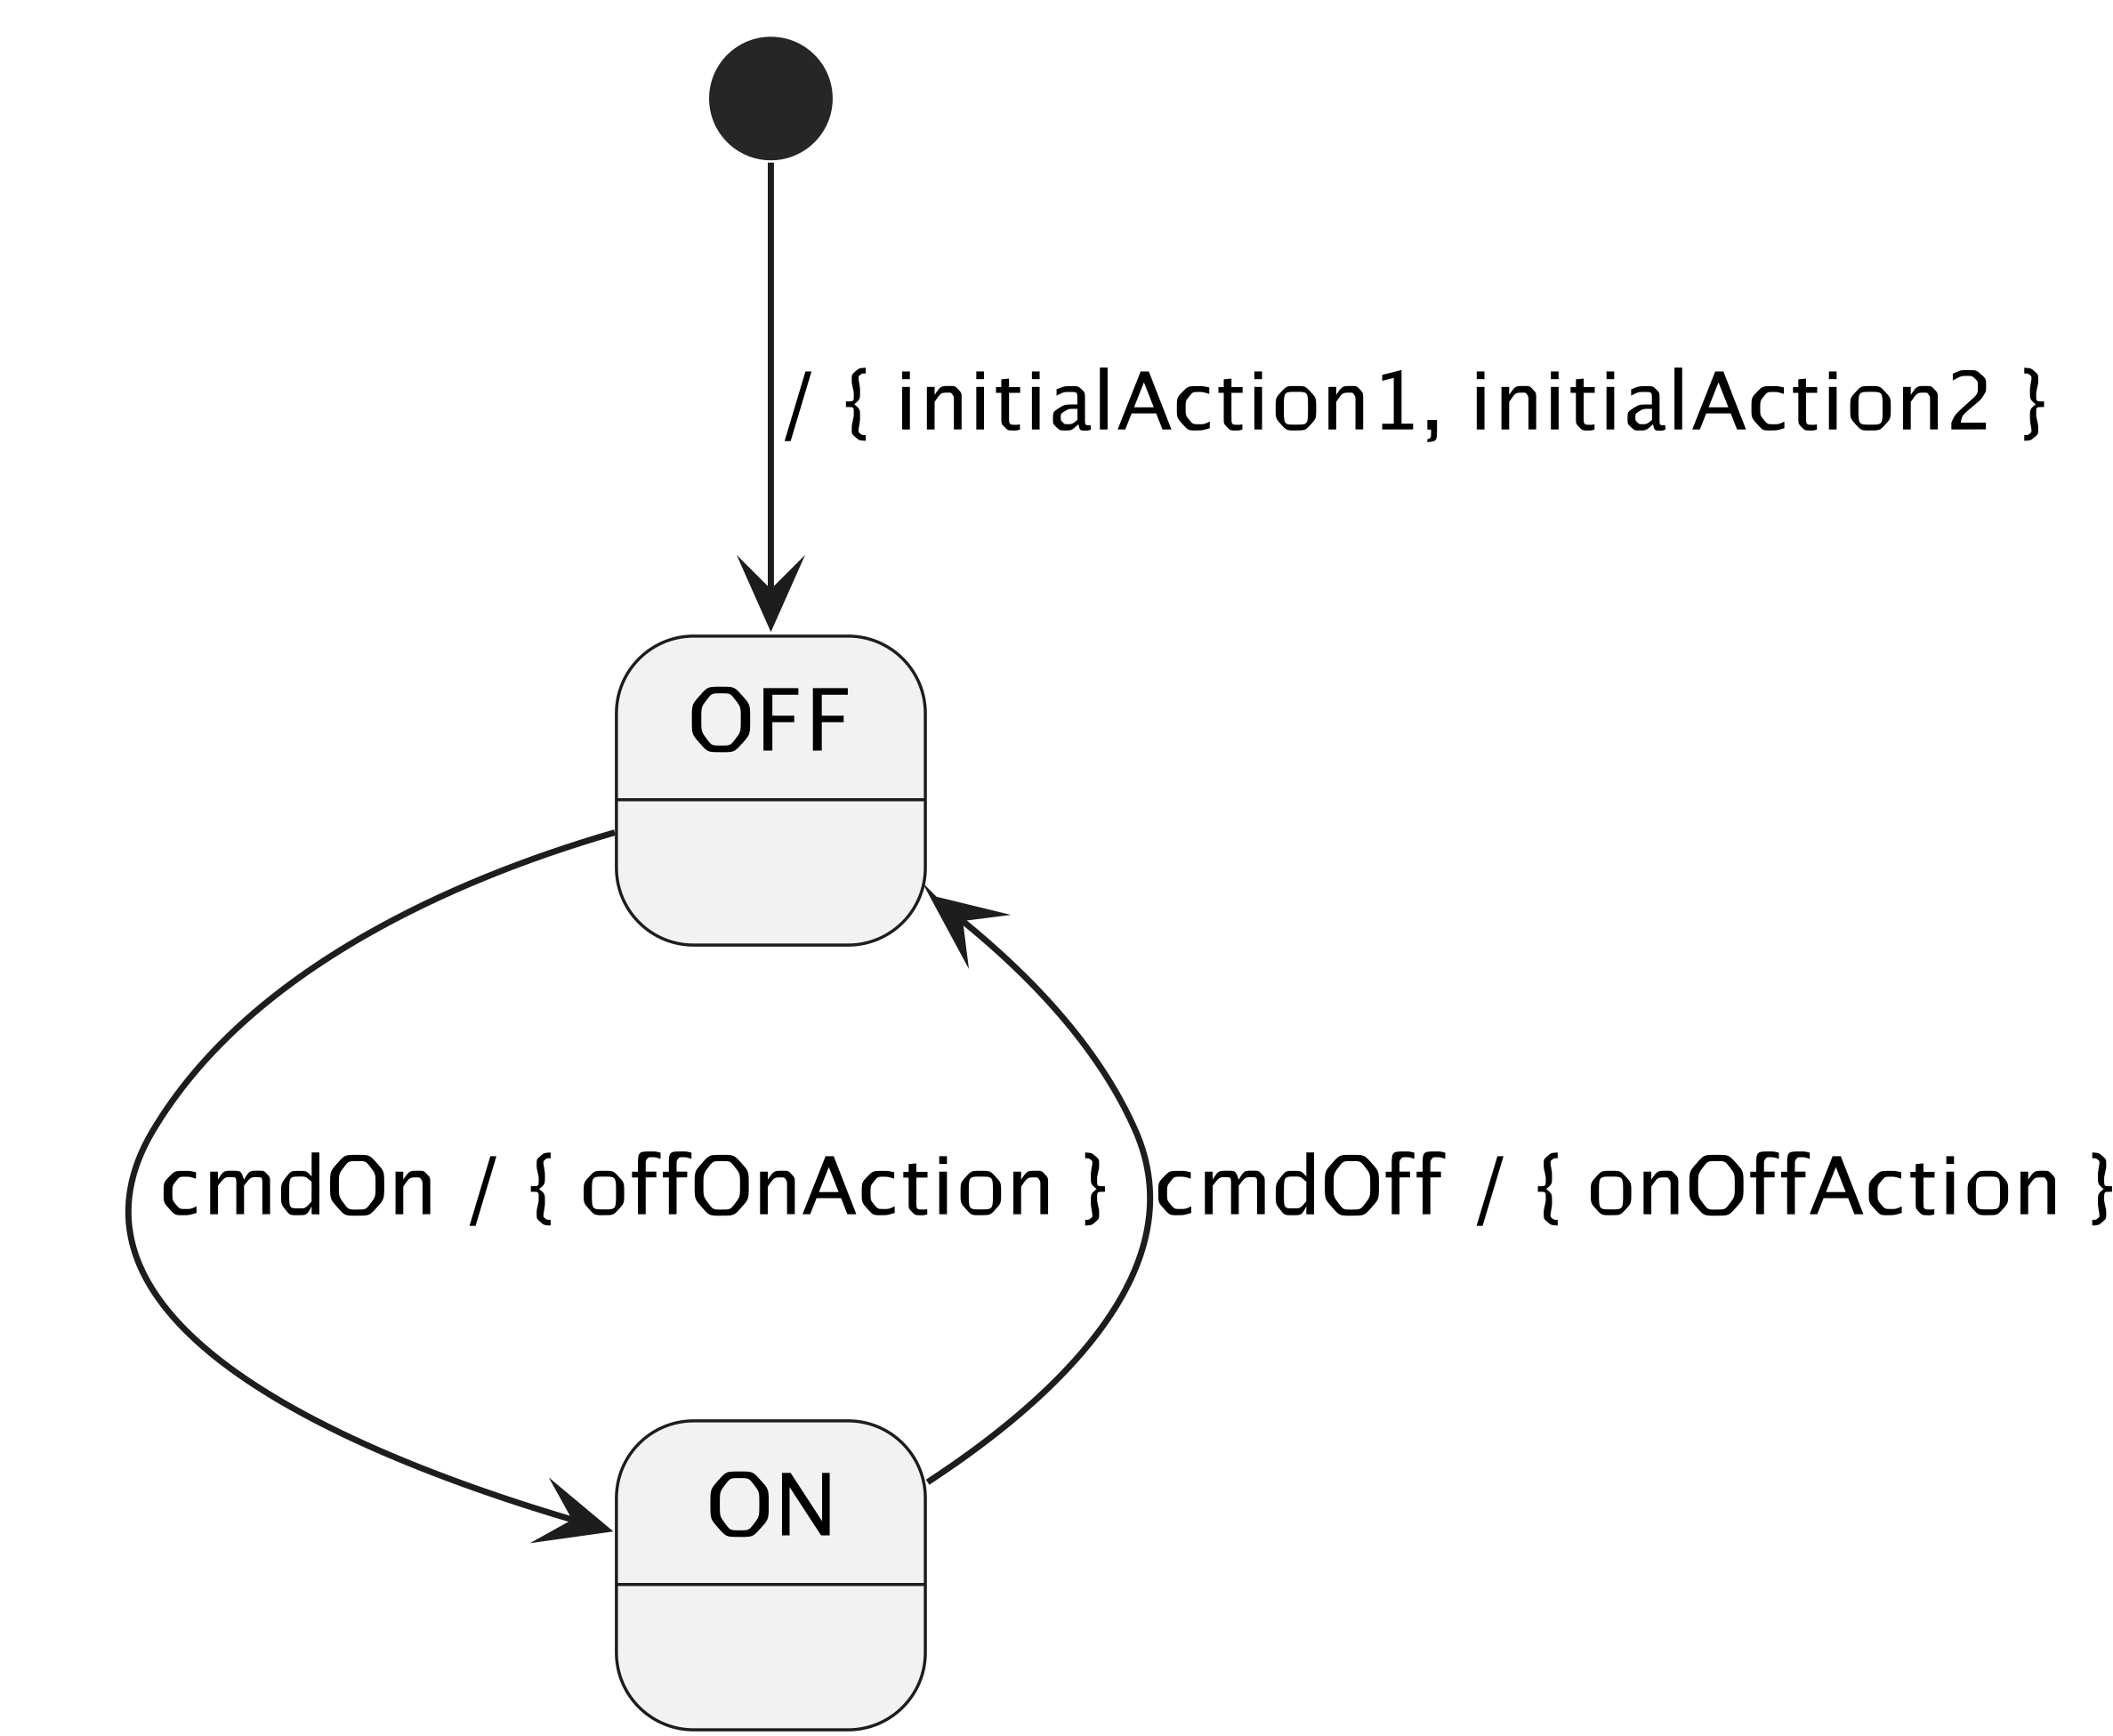 / { initialAction1, initialAction2 }
OFF
cmdOn / { offOnAction }
cmdOff / { onOffAction }
ON